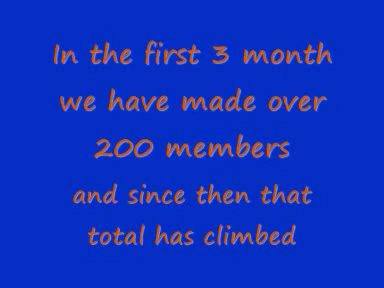 In the first 3 month
we have made over
200 members
and since then that
total has climbed